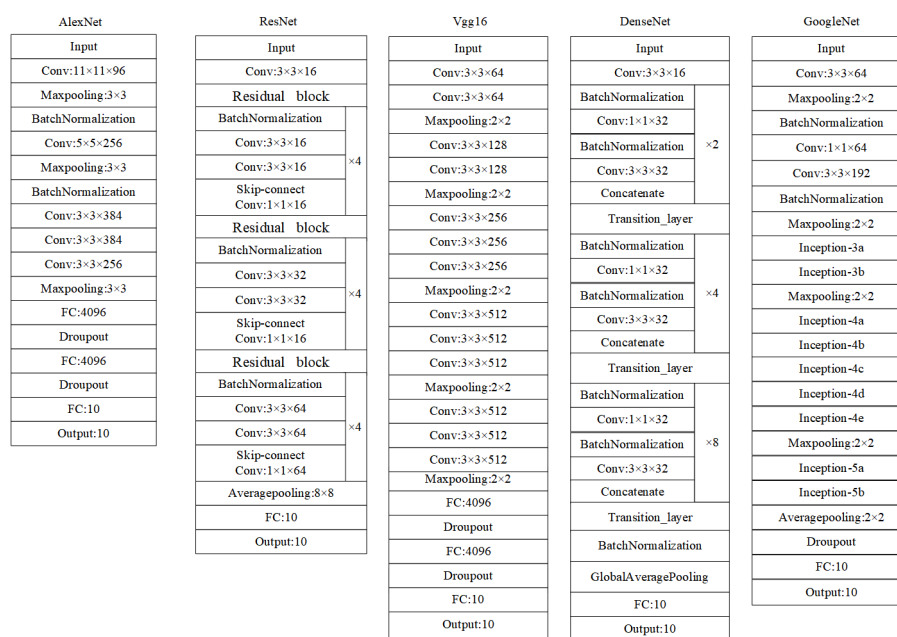 AlexNet
Input
Conv:11×11×96
Maxpooling:3×3
BatchNormalization
Conv:5×5×256
Maxpooling:3×3
BatchNormalization
Conv:3×3×384
Conv:3×3×384
Conv:3×3×256
Maxpooling:3×3
FC:4096
Droupout
FC:4096
Droupout
FC:10
Output:10
ResNet
Input
Conv:3×3×16
Residual block
BatchNormalization
Conv:3×3×16
Conv:3×3×16
Skip-connect
Conv:1×1×16
×4
Residual block
BatchNormalization
Conv:3×3×32
Conv:3×3×32
Skip-connect
Conv:1×1×16
×4
Residual block
BatchNormalization
Conv:3×3×64
Conv:3×3×64
Skip-connect
Conv:1×1×64
×4
Averagepooling:8×8
FC:10
Output:10
Vgg16
Input
Conv:3×3×64
Conv:3×3×64
Maxpooling:2×2
Conv:3×3×128
Conv:3×3×128
Maxpooling:2×2
Conv:3×3×256
Conv:3×3×256
Conv:3×3×256
Maxpooling:2×2
Conv:3×3×512
Conv:3×3×512
Conv:3×3×512
Maxpooling:2×2
Conv:3×3×512
Conv:3×3×512
Conv:3×3×512
Maxpooling:2×2
FC:4096
Droupout
FC:4096
Droupout
FC:10
Output:10
DenseNet
Input
Conv:3×3×16
BatchNormalization
Conv:1×1×32
BatchNormalization
Conv:3×3×32
Concatenate
×2
Transition_layer
BatchNormalization
Conv:1×1×32
BatchNormalization
Conv:3×3×32
Concatenate
×4
Transition_layer
BatchNormalization
Conv:1×1×32
BatchNormalization
Conv:3×3×32
Concatenate
×8
Transition_layer
BatchNormalization
GlobalAveragePooling
FC:10
Output:10
GoogleNet
Input
Conv:3×3×64
Maxpooling:2×2
BatchNormalization
Conv:1×1×64
Conv:3×3×192
BatchNormalization
Maxpooling:2×2
Inception-3a
Inception-3b
Maxpooling:2×2
Inception-4a
Inception-4b
Inception-4c
Inception-4d
Inception-4e
Maxpooling:2×2
Inception-5a
Inception-5b
Averagepooling:2×2
Droupout
FC:10
Output:10